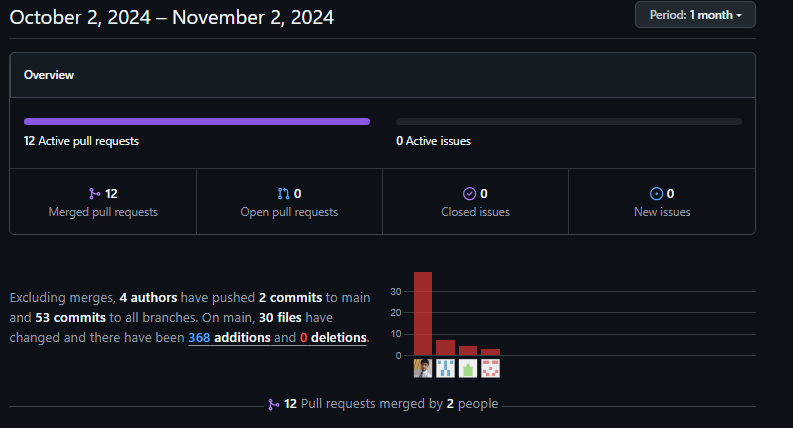 October 2, 2024 – November 2, 2024
Period: 1 month
Overview
12 Active pull requests
0 Active issues
12
Merged pull requests
0
Open pull requests
0
Closed issues
0
New issues
Excluding merges, 4 authors have pushed 2 commits to main
and 53 commits to all branches. On main, 30 files have
changed and there have been 368 additions and 0 deletions.
30
20
10
0
12 Pull requests merged by 2 people